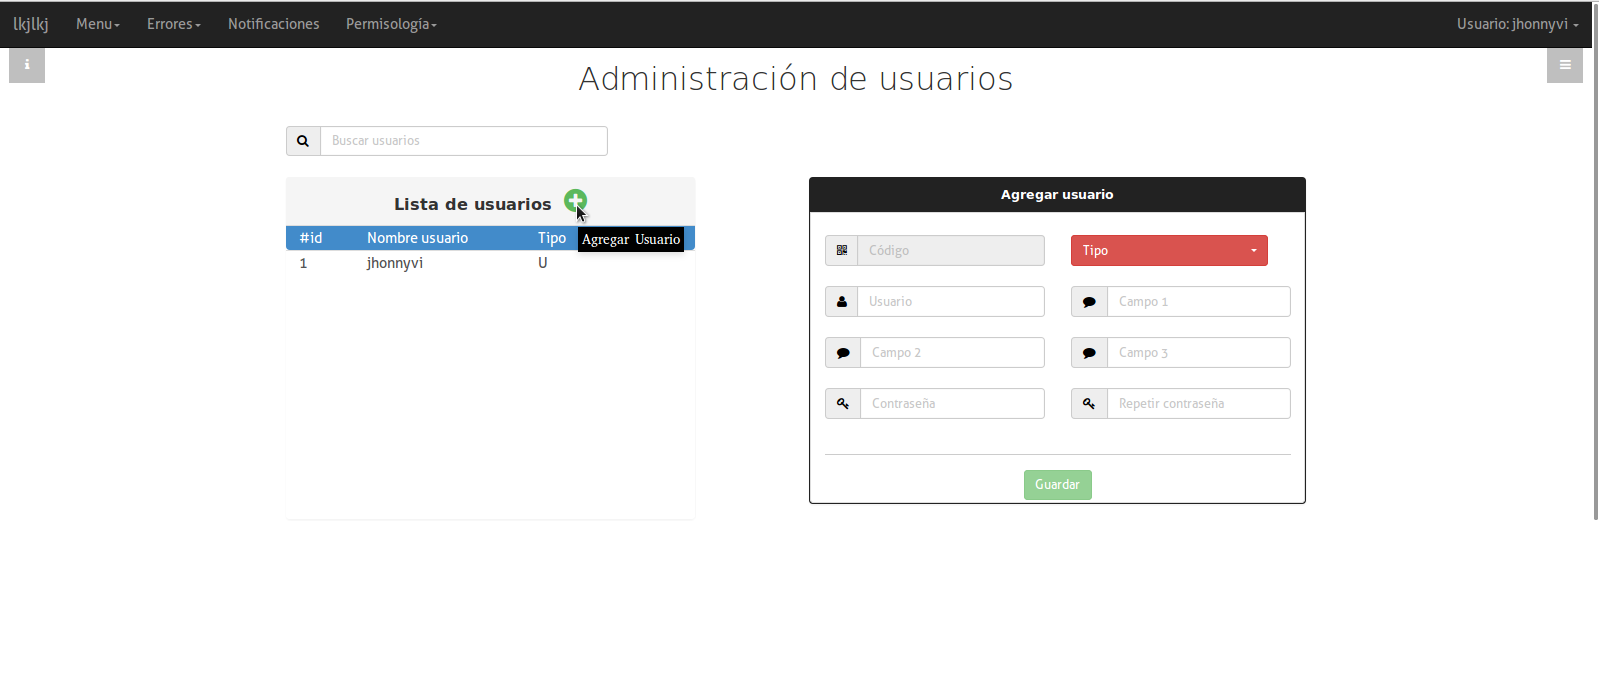 lkjlkj Menu Errores Notificaciones Permisología Usuario: jhonnyvi
Administración de usuarios
Buscar usuarios
Lista de usuarios
#id Nombre usuario Tipo
Agregar Usuario
1 jhonnyvi U
Agregar usuario
Código Tipo
Usuario Campo 1
Campo 2 Campo 3
Contraseña Repetir contraseña
Guardar